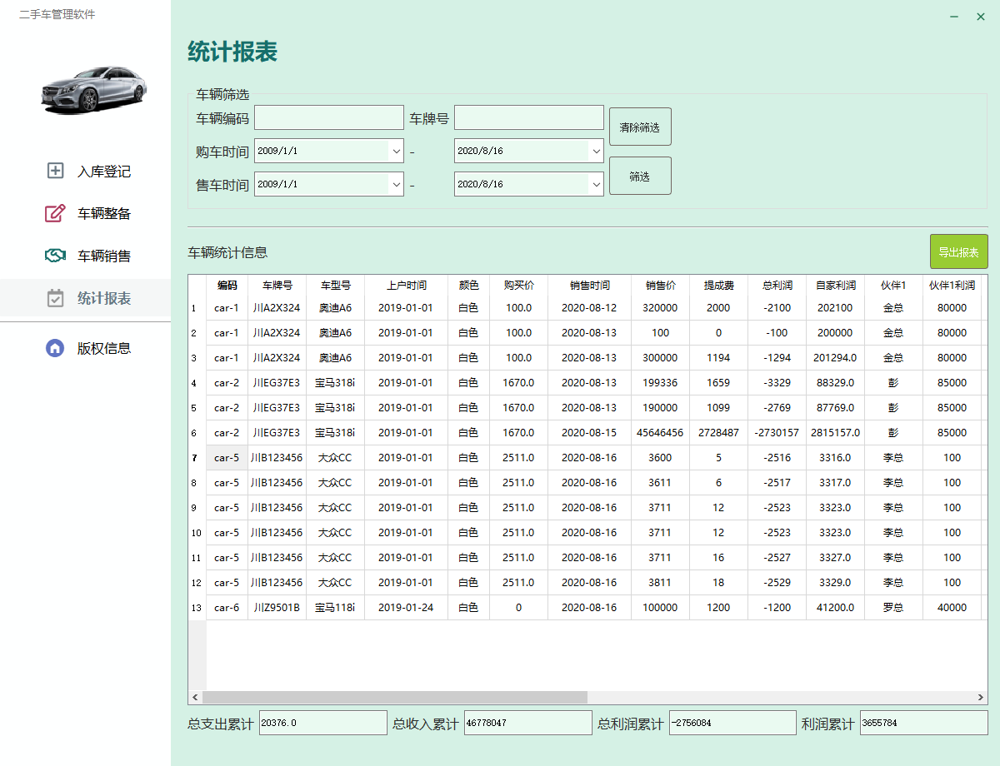 二手车管理软件
入库登记
车辆整备
车辆销售
统计报表
版权信息
统计报表
车辆筛选
车辆编码 车牌号 清除筛选
购车时间 2009/1/1 - 2020/8/16
售车时间 2009/1/1 - 2020/8/16 筛选
车辆统计信息 导出报表
编码 车牌号 车型号 上户时间 颜色 购买价 销售时间 销售价 提成费 总利润 自家利润 伙伴1 伙伴1利润
1 car-1 川A2X324 奥迪A6 2019-01-01 白色 100.0 2020-08-12 320000 2000 -2100 202100 金总 80000
2 car-1 川A2X324 奥迪A6 2019-01-01 白色 100.0 2020-08-13 100 0 -100 200000 金总 80000
3 car-1 川A2X324 奥迪A6 2019-01-01 白色 100.0 2020-08-13 300000 1194 -1294 201294.0 金总 80000
4 car-2 川EG37E3 宝马318i 2019-01-01 白色 1670.0 2020-08-13 199336 1659 -3329 88329.0 彭 85000
5 car-2 川EG37E3 宝马318i 2019-01-01 白色 1670.0 2020-08-13 190000 1099 -2769 87769.0 彭 85000
6 car-2 川EG37E3 宝马318i 2019-01-01 白色 1670.0 2020-08-15 45646456 2728487 -2730157 2815157.0 彭 85000
7 car-5 川B123456 大众CC 2019-01-01 白色 2511.0 2020-08-16 3600 5 -2516 3316.0 李总 100
8 car-5 川B123456 大众CC 2019-01-01 白色 2511.0 2020-08-16 3611 6 -2517 3317.0 李总 100
9 car-5 川B123456 大众CC 2019-01-01 白色 2511.0 2020-08-16 3711 12 -2523 3323.0 李总 100
10 car-5 川B123456 大众CC 2019-01-01 白色 2511.0 2020-08-16 3711 12 -2523 3323.0 李总 100
11 car-5 川B123456 大众CC 2019-01-01 白色 2511.0 2020-08-16 3711 16 -2527 3327.0 李总 100
12 car-5 川B123456 大众CC 2019-01-01 白色 2511.0 2020-08-16 3811 18 -2529 3329.0 李总 100
13 car-6 川Z9501B 宝马118i 2019-01-24 白色 0 2020-08-16 100000 1200 -1200 41200.0 罗总 40000
总支出累计 20376.0 总收入累计 46778047 总利润累计 -2756084 利润累计 3655784